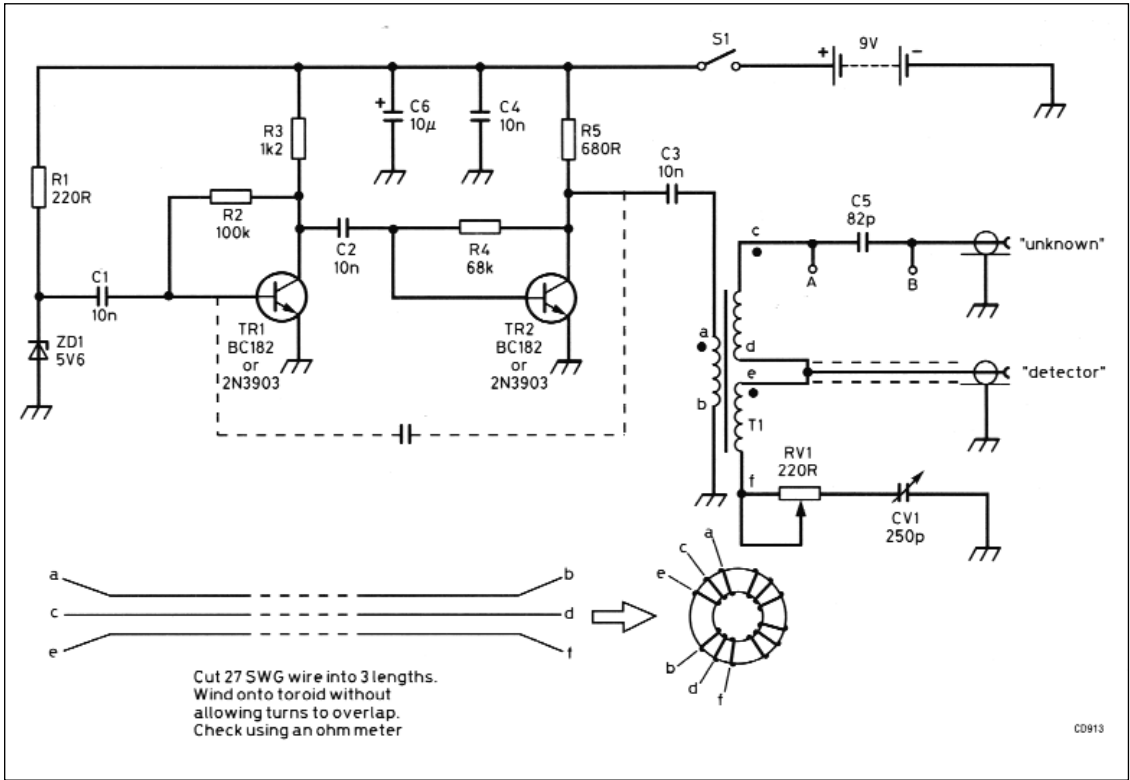 S1
+
9V
−
R3
1k2
+
C6
10µ
C4
10n
R5
680R
C3
10n
R1
220R
R2
100k
C2
10n
R4
68k
C5
82p
c
"unknown"
A
B
C1
10n
ZD1
5V6
TR1
BC182
or
2N3903
TR2
BC182
or
2N3903
a
d
e
"detector"
b
T1
RV1
220R
f
CV1
250p
a
b
c
d
e
f
a
c
e
b
d
f
Cut 27 SWG wire into 3 lengths.
Wind onto toroid without
allowing turns to overlap.
Check using an ohm meter
CD913